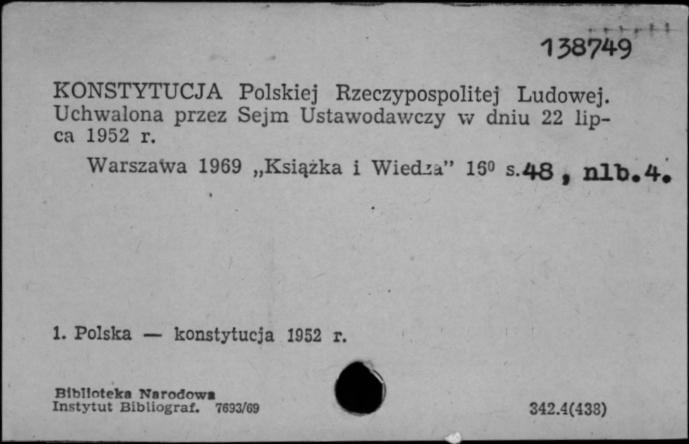 138749
KONSTYTUCJA Polskiej Rzeczypospolitej Ludowej.
Uchwalona przez Sejm Ustawodawczy w dniu 22 lip-
ca 1952 r.
Warszawa 1969 „Książka i Wiedza” 16⁰ s.48, nlb.4.
1. Polska — konstytucja 1952 r.
Biblioteka Narodowa
Instytut Bibliograf. 7693/69
342.4(438)